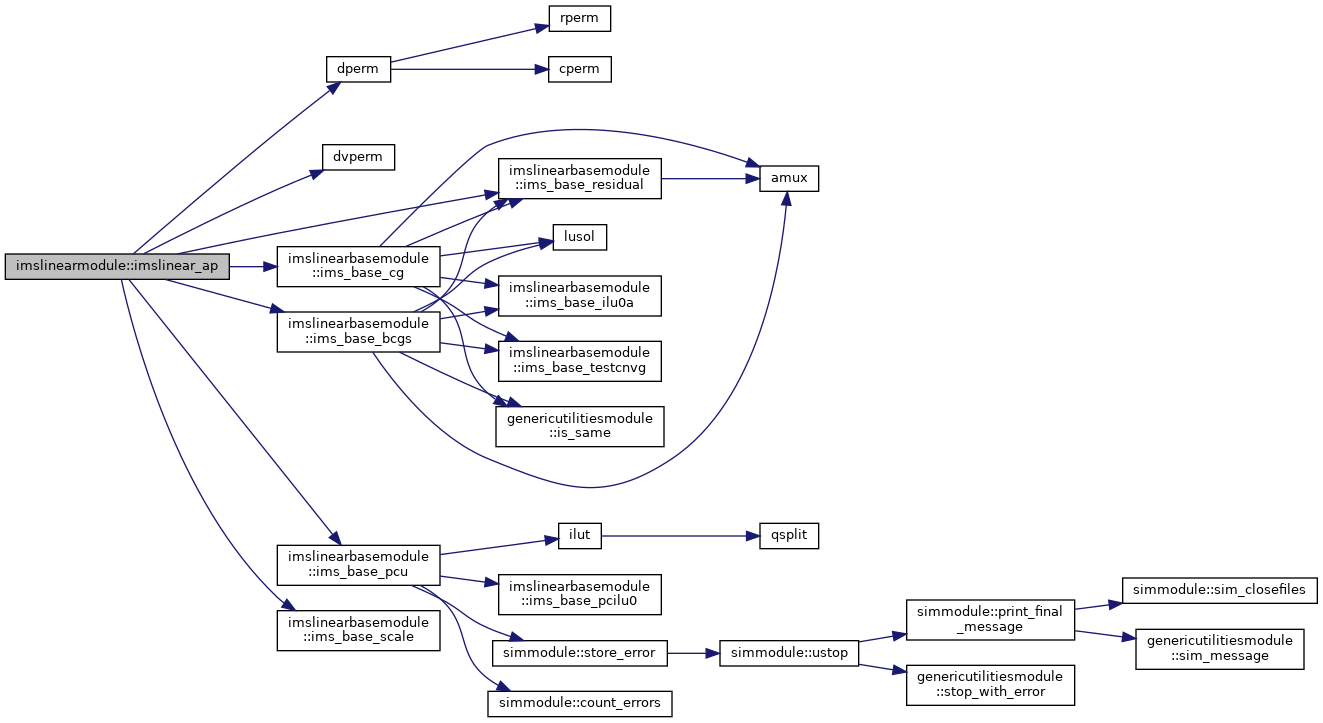 rperm
dperm
cperm
dvperm
imslinearbasemodule
::ims_base_residual
amux
lusol
imslinearmodule::imslinear_ap
imslinearbasemodule
::ims_base_cg
imslinearbasemodule
::ims_base_ilu0a
imslinearbasemodule
::ims_base_bcgs
imslinearbasemodule
::ims_base_testcnvg
genericutilitiesmodule
::is_same
ilut
qsplit
imslinearbasemodule
::ims_base_pcu
imslinearbasemodule
::ims_base_pcilu0
simmodule::sim_closefiles
simmodule::print_final
_message
imslinearbasemodule
::ims_base_scale
simmodule::store_error
simmodule::ustop
genericutilitiesmodule
::sim_message
genericutilitiesmodule
::stop_with_error
simmodule::count_errors